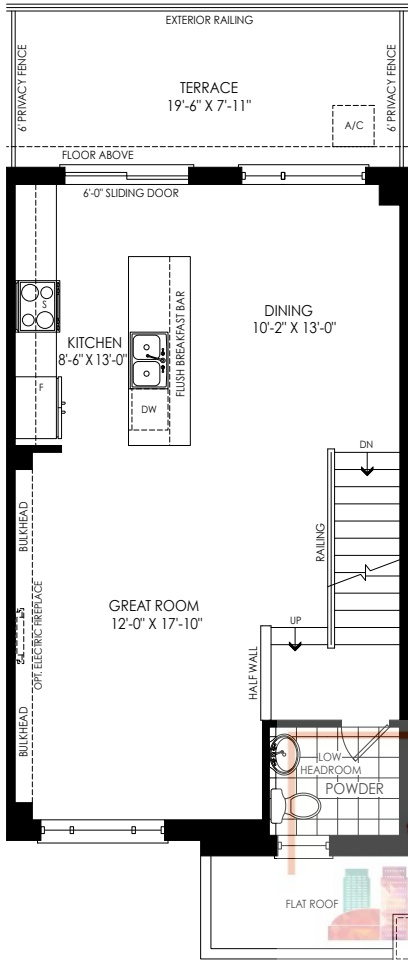 EXTERIOR RAILING
6' PRIVACY FENCE
6' PRIVACY FENCE
TERRACE
19'-6" X 7'-11"
A/C
FLOOR ABOVE
6'-0" SLIDING DOOR
S
KITCHEN
8'-6" X 13'-0"
FLUSH BREAKFAST BAR
DINING
10'-2" X 13'-0"
F
DW
DN
RAILING
BULKHEAD
OPT. ELECTRIC FIREPLACE
GREAT ROOM
12'-0" X 17'-10"
UP
HALF WALL
BULKHEAD
LOW
HEADROOM
POWDER
FLAT ROOF